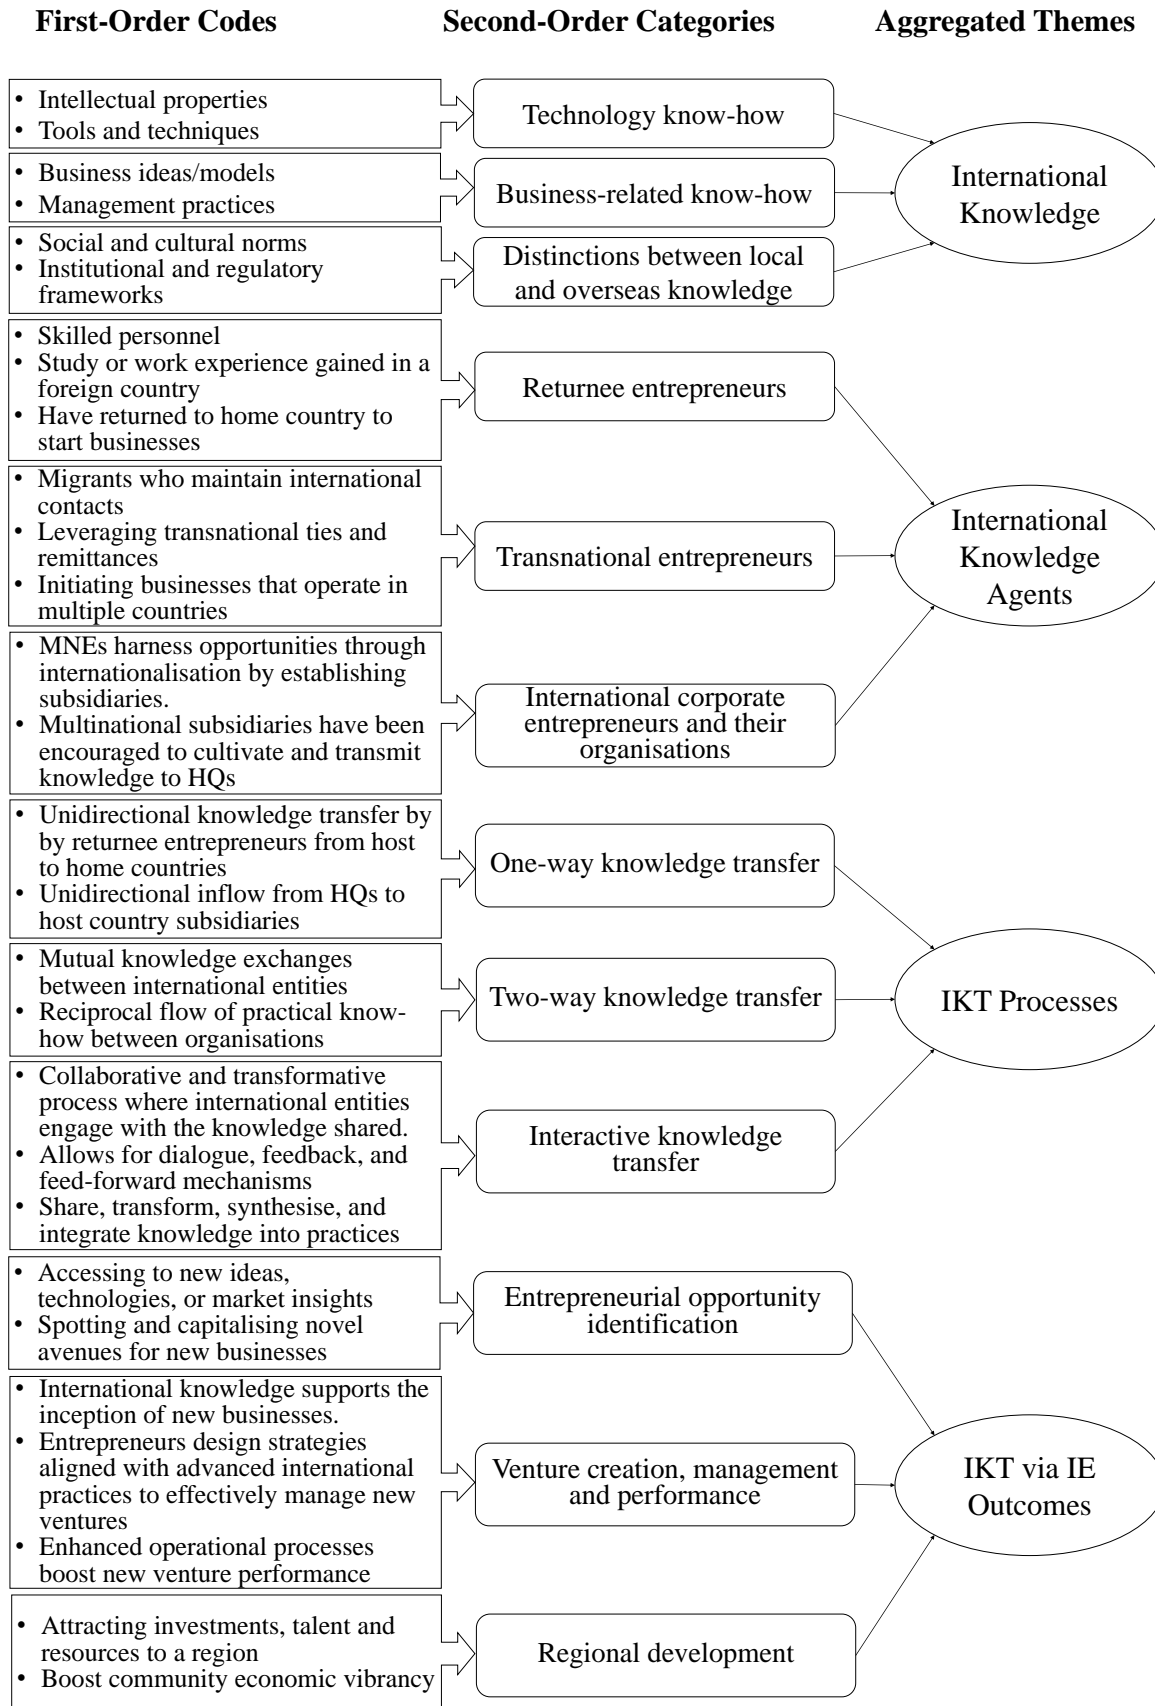 First-Order Codes
Second-Order Categories
Aggregated Themes
• Intellectual properties
• Tools and techniques
Technology know-how
• Business ideas/models
• Management practices
Business-related know-how
• Social and cultural norms
• Institutional and regulatory
frameworks
Distinctions between local
and overseas knowledge
International
Knowledge
• Skilled personnel
• Study or work experience gained in a
foreign country
• Have returned to home country to
start businesses
Returnee entrepreneurs
• Migrants who maintain international
contacts
• Leveraging transnational ties and
remittances
• Initiating businesses that operate in
multiple countries
Transnational entrepreneurs
• MNEs harness opportunities through
internationalisation by establishing
subsidiaries.
• Multinational subsidiaries have been
encouraged to cultivate and transmit
knowledge to HQs
International corporate
entrepreneurs and their
organisations
International
Knowledge
Agents
• Unidirectional knowledge transfer by
by returnee entrepreneurs from host
to home countries
• Unidirectional inflow from HQs to
host country subsidiaries
One-way knowledge transfer
• Mutual knowledge exchanges
between international entities
• Reciprocal flow of practical know-
how between organisations
Two-way knowledge transfer
• Collaborative and transformative
process where international entities
engage with the knowledge shared.
• Allows for dialogue, feedback, and
feed-forward mechanisms
• Share, transform, synthesise, and
integrate knowledge into practices
Interactive knowledge
transfer
IKT Processes
• Accessing to new ideas,
technologies, or market insights
• Spotting and capitalising novel
avenues for new businesses
Entrepreneurial opportunity
identification
• International knowledge supports the
inception of new businesses.
• Entrepreneurs design strategies
aligned with advanced international
practices to effectively manage new
ventures
• Enhanced operational processes
boost new venture performance
Venture creation, management
and performance
• Attracting investments, talent and
resources to a region
• Boost community economic vibrancy
Regional development
IKT via IE
Outcomes